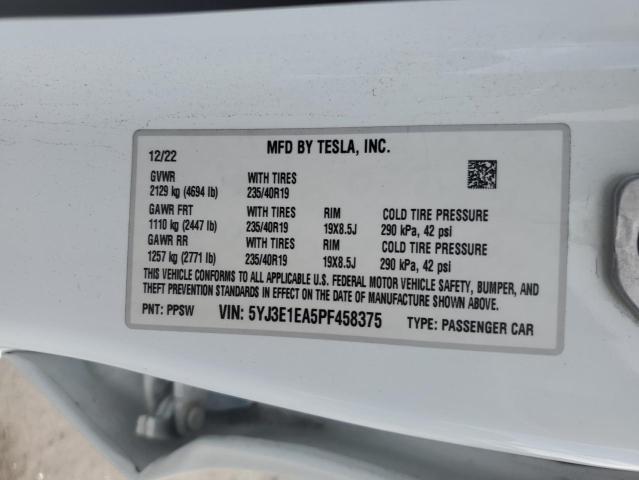 MFD BY TESLA, INC.
12/22
GVWR WITH TIRES
2129 kg (4694 lb) 235/40R19
GAWR FRT WITH TIRES RIM COLD TIRE PRESSURE
1110 kg (2447 lb) 235/40R19 19X8.5J 290 kPa, 42 psi
GAWR RR WITH TIRES RIM COLD TIRE PRESSURE
1257 kg (2771 lb) 235/40R19 19X8.5J 290 kPa, 42 psi
THIS VEHICLE CONFORMS TO ALL APPLICABLE U.S. FEDERAL MOTOR VEHICLE SAFETY, BUMPER, AND
THEFT PREVENTION STANDARDS IN EFFECT ON THE DATE OF MANUFACTURE SHOWN ABOVE.
PNT: PPSW VIN: 5YJ3E1EA5PF458375 TYPE: PASSENGER CAR